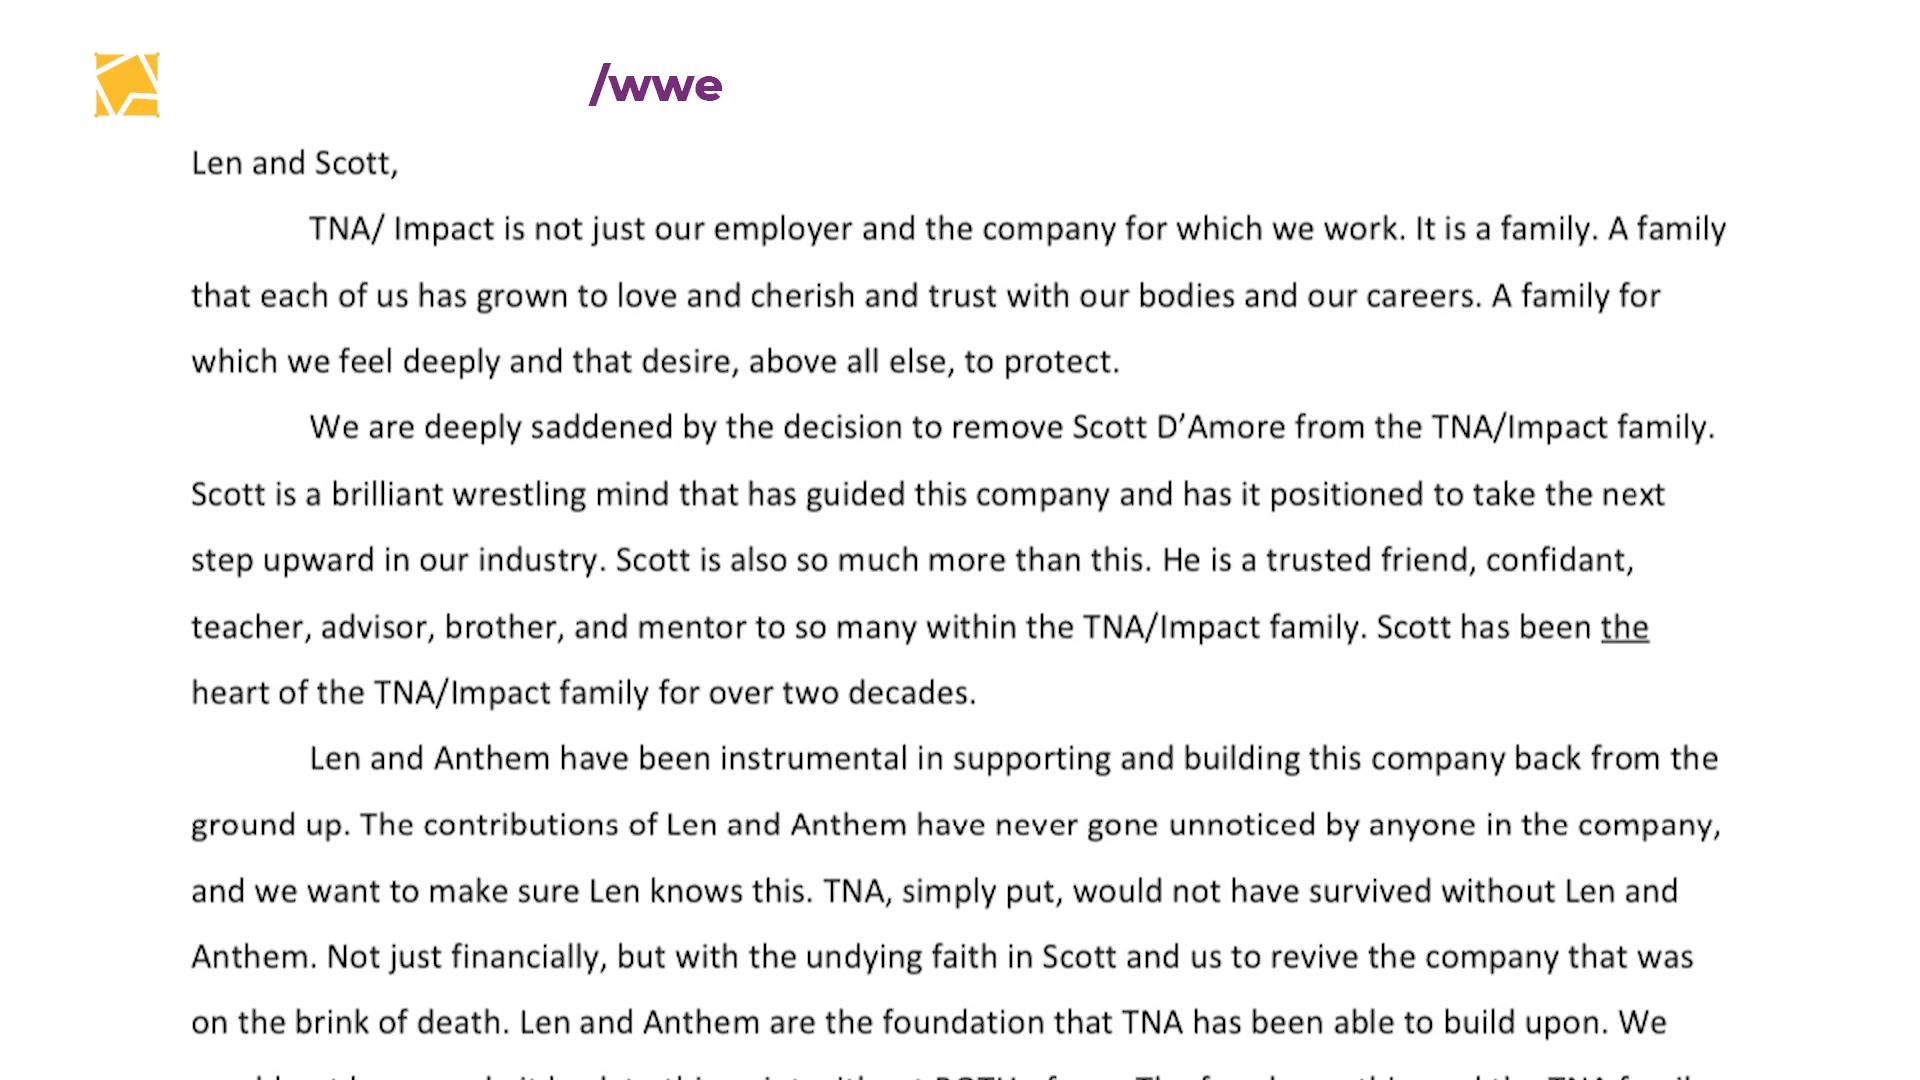 /wwe
Len and Scott,
TNA/ Impact is not just our employer and the company for which we work. It is a family. A family
that each of us has grown to love and cherish and trust with our bodies and our careers. A family for
which we feel deeply and that desire, above all else, to protect.
We are deeply saddened by the decision to remove Scott D’Amore from the TNA/Impact family.
Scott is a brilliant wrestling mind that has guided this company and has it positioned to take the next
step upward in our industry. Scott is also so much more than this. He is a trusted friend, confidant,
teacher, advisor, brother, and mentor to so many within the TNA/Impact family. Scott has been the
heart of the TNA/Impact family for over two decades.
Len and Anthem have been instrumental in supporting and building this company back from the
ground up. The contributions of Len and Anthem have never gone unnoticed by anyone in the company,
and we want to make sure Len knows this. TNA, simply put, would not have survived without Len and
Anthem. Not just financially, but with the undying faith in Scott and us to revive the company that was
on the brink of death. Len and Anthem are the foundation that TNA has been able to build upon. We